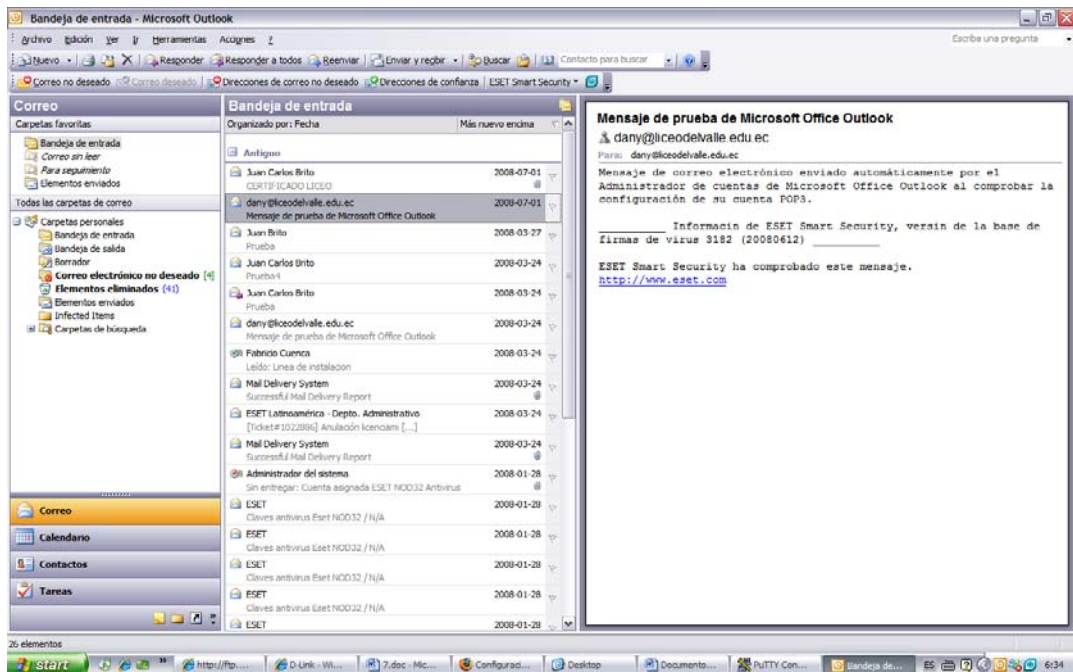 Bandeja de entrada - Microsoft Outlook
Archivo Edición Ver Ir Herramientas Acciones ?
Escriba una pregunta
Nuevo Responder Responder a todos Reenviar Enviar y recibir Buscar Contacto para buscar
Correo no deseado Correo deseado Direcciones de correo no deseado Direcciones de confianza ESET Smart Security
Correo
Carpetas favoritas
Bandeja de entrada
Correo sin leer
Para seguimiento
Elementos enviados
Todas las carpetas de correo
Carpetas personales
Bandeja de entrada
Bandeja de salida
Borrador
Correo electrónico no deseado [4]
Elementos eliminados (41)
Elementos enviados
Infected Items
Carpetas de búsqueda
Correo
Calendario
Contactos
Tareas
Bandeja de entrada
Organizado por: Fecha Más nuevo encima
Antiguo
Juan Carlos Brito 2008-07-01
CERTIFICADO LICEO
dany@liceodelvalle.edu.ec 2008-07-01
Mensaje de prueba de Microsoft Office Outlook
Juan Brito 2008-03-27
Prueba
Juan Carlos Brito 2008-03-24
Prueba4
Juan Carlos Brito 2008-03-24
Prueba
dany@liceodelvalle.edu.ec 2008-03-24
Mensaje de prueba de Microsoft Office Outlook
Fabricio Cuenca 2008-03-24
Leído: Linea de instalacion
Mail Delivery System 2008-03-24
Successful Mail Delivery Report
ESET Latinoamérica - Depto. Administrativo 2008-03-24
[Ticket#1022886] Anulación licenciami [...]
Mail Delivery System 2008-03-24
Successful Mail Delivery Report
Administrador del sistema 2008-01-28
Sin entregar: Cuenta asignada ESET NOD32 Antivirus
ESET 2008-01-28
Claves antivirus Eset NOD32 / N/A
ESET 2008-01-28
Claves antivirus Eset NOD32 / N/A
ESET 2008-01-28
Claves antivirus Eset NOD32 / N/A
ESET 2008-01-28
Claves antivirus Eset NOD32 / N/A
ESET 2008-01-28
Mensaje de prueba de Microsoft Office Outlook
dany@liceodelvalle.edu.ec
Para: dany@liceodelvalle.edu.ec
Mensaje de correo electrónico enviado automáticamente por el
Administrador de cuentas de Microsoft Office Outlook al comprobar la
configuración de su cuenta POP3.
__________ Informacin de ESET Smart Security, versin de la base de
firmas de virus 3182 (20080612) __________
ESET Smart Security ha comprobado este mensaje.
http://www.eset.com
26 elementos
start http://ftp.... D-Link - Wi... 7.doc - Mic... Configuraci... Desktop Documento... PuTTY Con... Bandeja de... ES 6:34